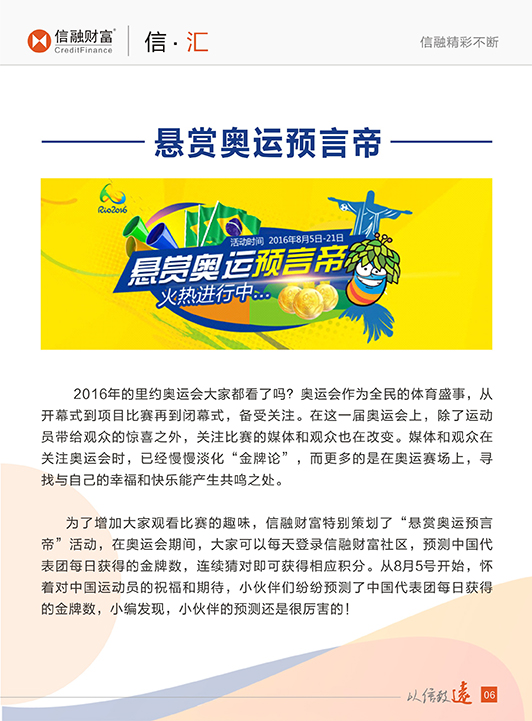 信融财富®
CreditFinance
信·汇
信融精彩不断
悬赏奥运预言帝
Rio2016
活动时间 2016年8月5日-21日
悬赏奥运预言帝
火热进行中...
2016年的里约奥运会大家都看了吗？奥运会作为全民的体育盛事，从
开幕式到项目比赛再到闭幕式，备受关注。在这一届奥运会上，除了运动
员带给观众的惊喜之外，关注比赛的媒体和观众也在改变。媒体和观众在
关注奥运会时，已经慢慢淡化“金牌论”，而更多的是在奥运赛场上，寻
找与自己的幸福和快乐能产生共鸣之处。
为了增加大家观看比赛的趣味，信融财富特别策划了“悬赏奥运预言
帝”活动，在奥运会期间，大家可以每天登录信融财富社区，预测中国代
表团每日获得的金牌数，连续猜对即可获得相应积分。从8月5号开始，怀
着对中国运动员的祝福和期待，小伙伴们纷纷预测了中国代表团每日获得
的金牌数，小编发现，小伙伴的预测还是很厉害的！
以信致远
06